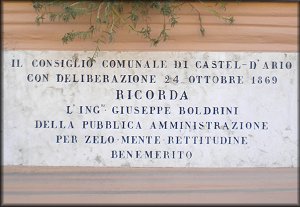 IL CONSIGLIO COMUNALE DI CASTEL-D'ARIO
CON DELIBERAZIONE 24 OTTOBRE 1869
RICORDA
L'ING.E GIUSEPPE BOLDRINI
DELLA PUBBLICA AMMINISTRAZIONE
PER ZELO-MENTE-RETTITUDINE
BENEMERITO